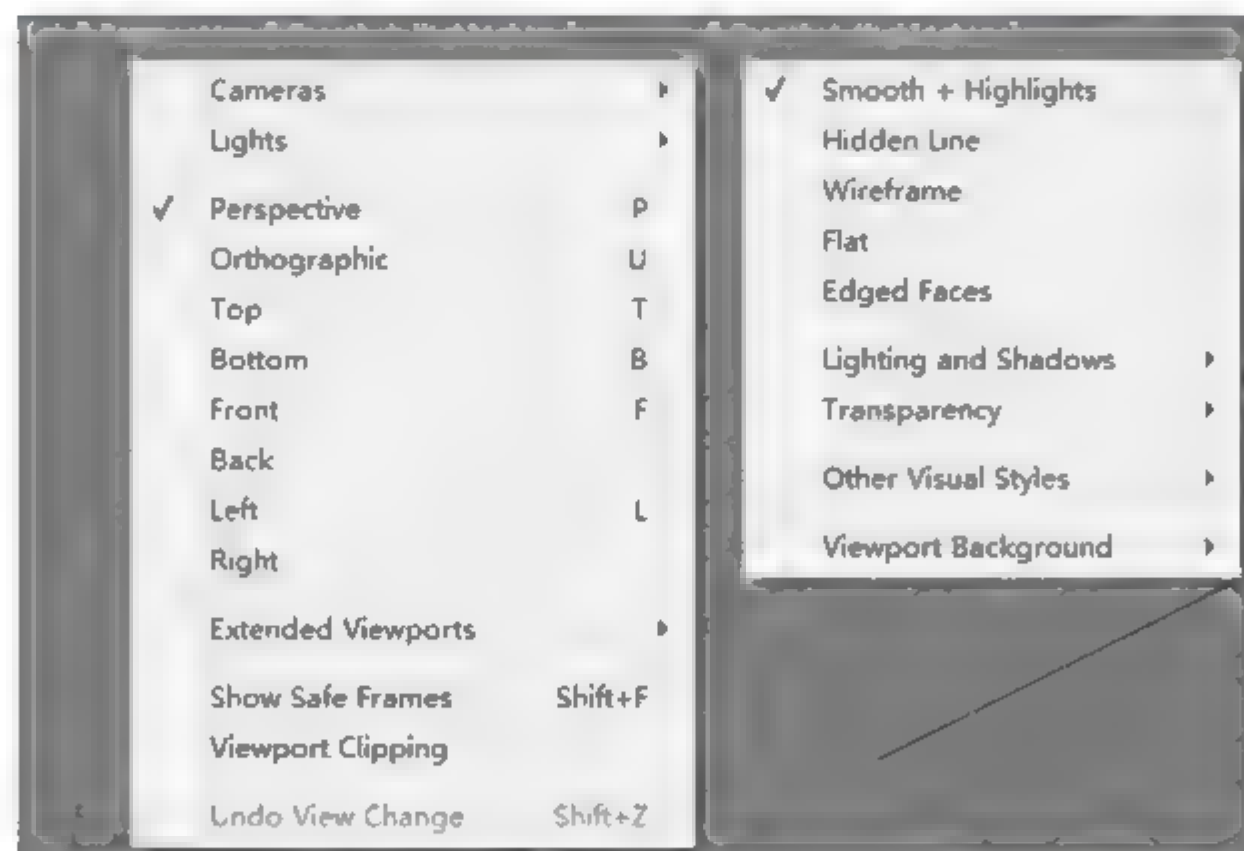 Cameras
Lights
Perspective P
Orthographic U
Top T
Bottom B
Front F
Back
Left L
Right
Extended Viewports
Show Safe Frames Shift+F
Viewport Clipping
Undo View Change Shift+Z
Smooth + Highlights
Hidden Line
Wireframe
Flat
Edged Faces
Lighting and Shadows
Transparency
Other Visual Styles
Viewport Background